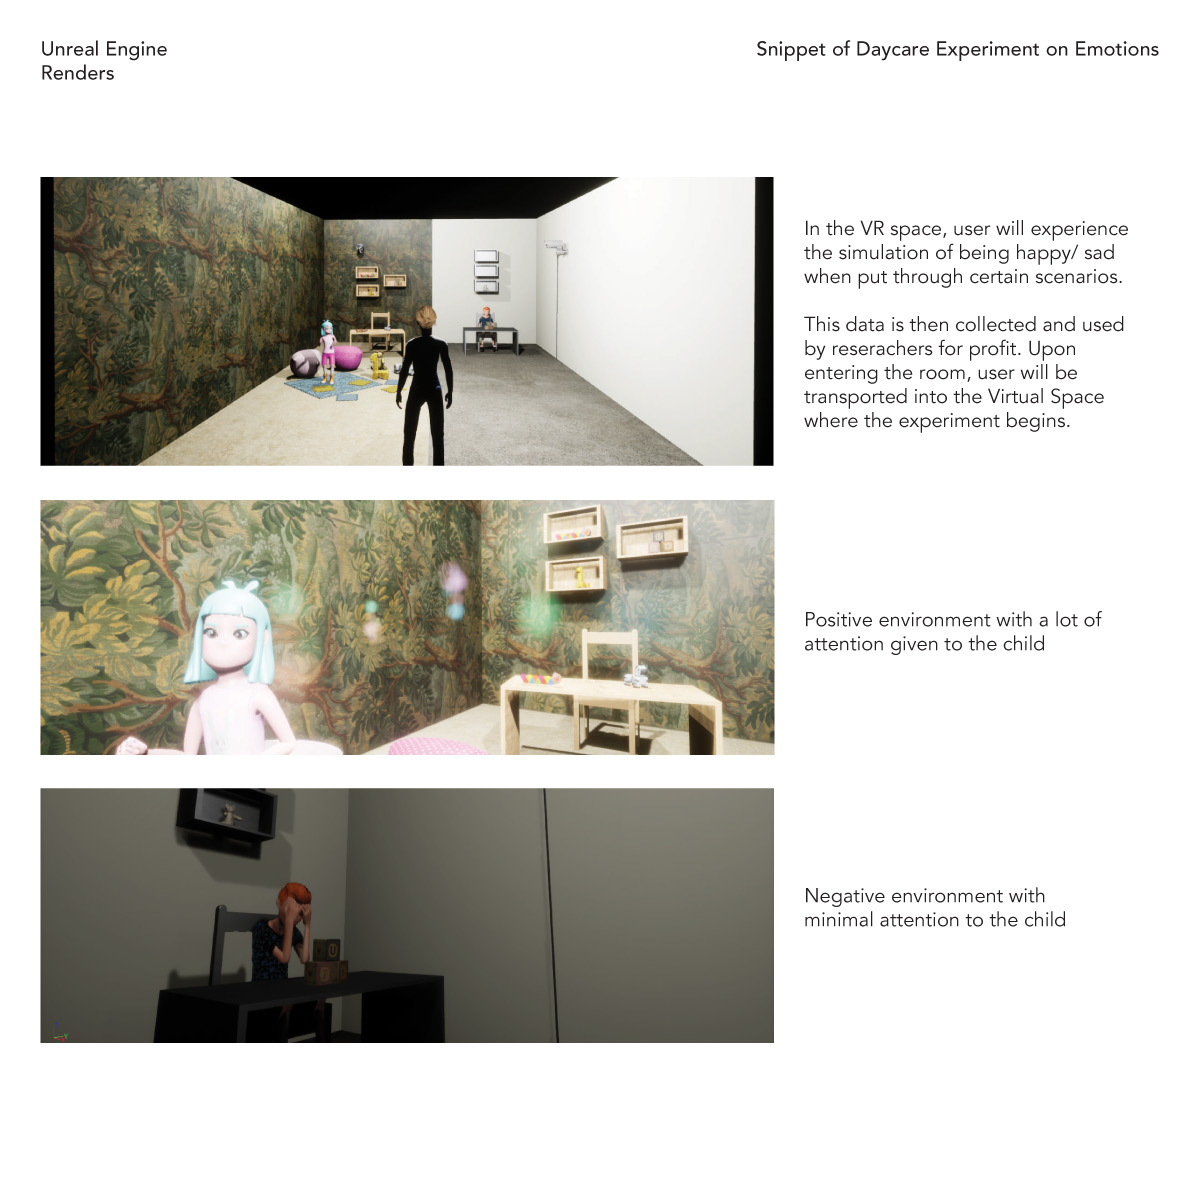 Unreal Engine
Renders
Snippet of Daycare Experiment on Emotions
In the VR space, user will experience
the simulation of being happy/ sad
when put through certain scenarios.
This data is then collected and used
by reserachers for profit. Upon
entering the room, user will be
transported into the Virtual Space
where the experiment begins.
Positive environment with a lot of
attention given to the child
Negative environment with
minimal attention to the child